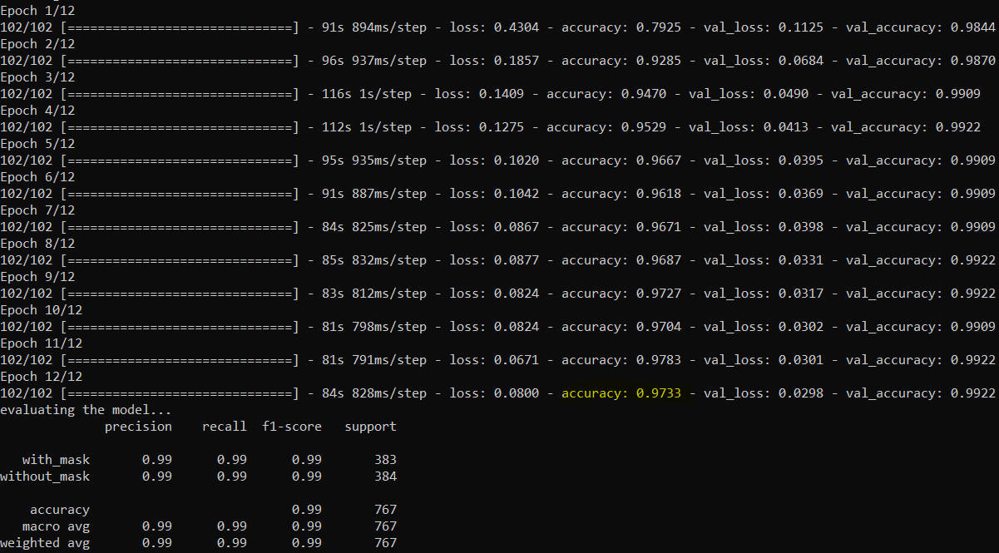 Epoch 1/12
102/102 [==============================] - 91s 894ms/step - loss: 0.4304 - accuracy: 0.7925 - val_loss: 0.1125 - val_accuracy: 0.9844
Epoch 2/12
102/102 [==============================] - 96s 937ms/step - loss: 0.1857 - accuracy: 0.9285 - val_loss: 0.0684 - val_accuracy: 0.9870
Epoch 3/12
102/102 [==============================] - 116s 1s/step - loss: 0.1409 - accuracy: 0.9470 - val_loss: 0.0490 - val_accuracy: 0.9909
Epoch 4/12
102/102 [==============================] - 112s 1s/step - loss: 0.1275 - accuracy: 0.9529 - val_loss: 0.0413 - val_accuracy: 0.9922
Epoch 5/12
102/102 [==============================] - 95s 935ms/step - loss: 0.1020 - accuracy: 0.9667 - val_loss: 0.0395 - val_accuracy: 0.9909
Epoch 6/12
102/102 [==============================] - 91s 887ms/step - loss: 0.1042 - accuracy: 0.9618 - val_loss: 0.0369 - val_accuracy: 0.9909
Epoch 7/12
102/102 [==============================] - 84s 825ms/step - loss: 0.0867 - accuracy: 0.9671 - val_loss: 0.0398 - val_accuracy: 0.9909
Epoch 8/12
102/102 [==============================] - 85s 832ms/step - loss: 0.0877 - accuracy: 0.9687 - val_loss: 0.0331 - val_accuracy: 0.9922
Epoch 9/12
102/102 [==============================] - 83s 812ms/step - loss: 0.0824 - accuracy: 0.9727 - val_loss: 0.0317 - val_accuracy: 0.9922
Epoch 10/12
102/102 [==============================] - 81s 798ms/step - loss: 0.0824 - accuracy: 0.9704 - val_loss: 0.0302 - val_accuracy: 0.9909
Epoch 11/12
102/102 [==============================] - 81s 791ms/step - loss: 0.0671 - accuracy: 0.9783 - val_loss: 0.0301 - val_accuracy: 0.9922
Epoch 12/12
102/102 [==============================] - 84s 828ms/step - loss: 0.0800 - accuracy: 0.9733 - val_loss: 0.0298 - val_accuracy: 0.9922
evaluating the model...
precision recall f1-score support
with_mask 0.99 0.99 0.99 383
without_mask 0.99 0.99 0.99 384
accuracy 0.99 767
macro avg 0.99 0.99 0.99 767
weighted avg 0.99 0.99 0.99 767